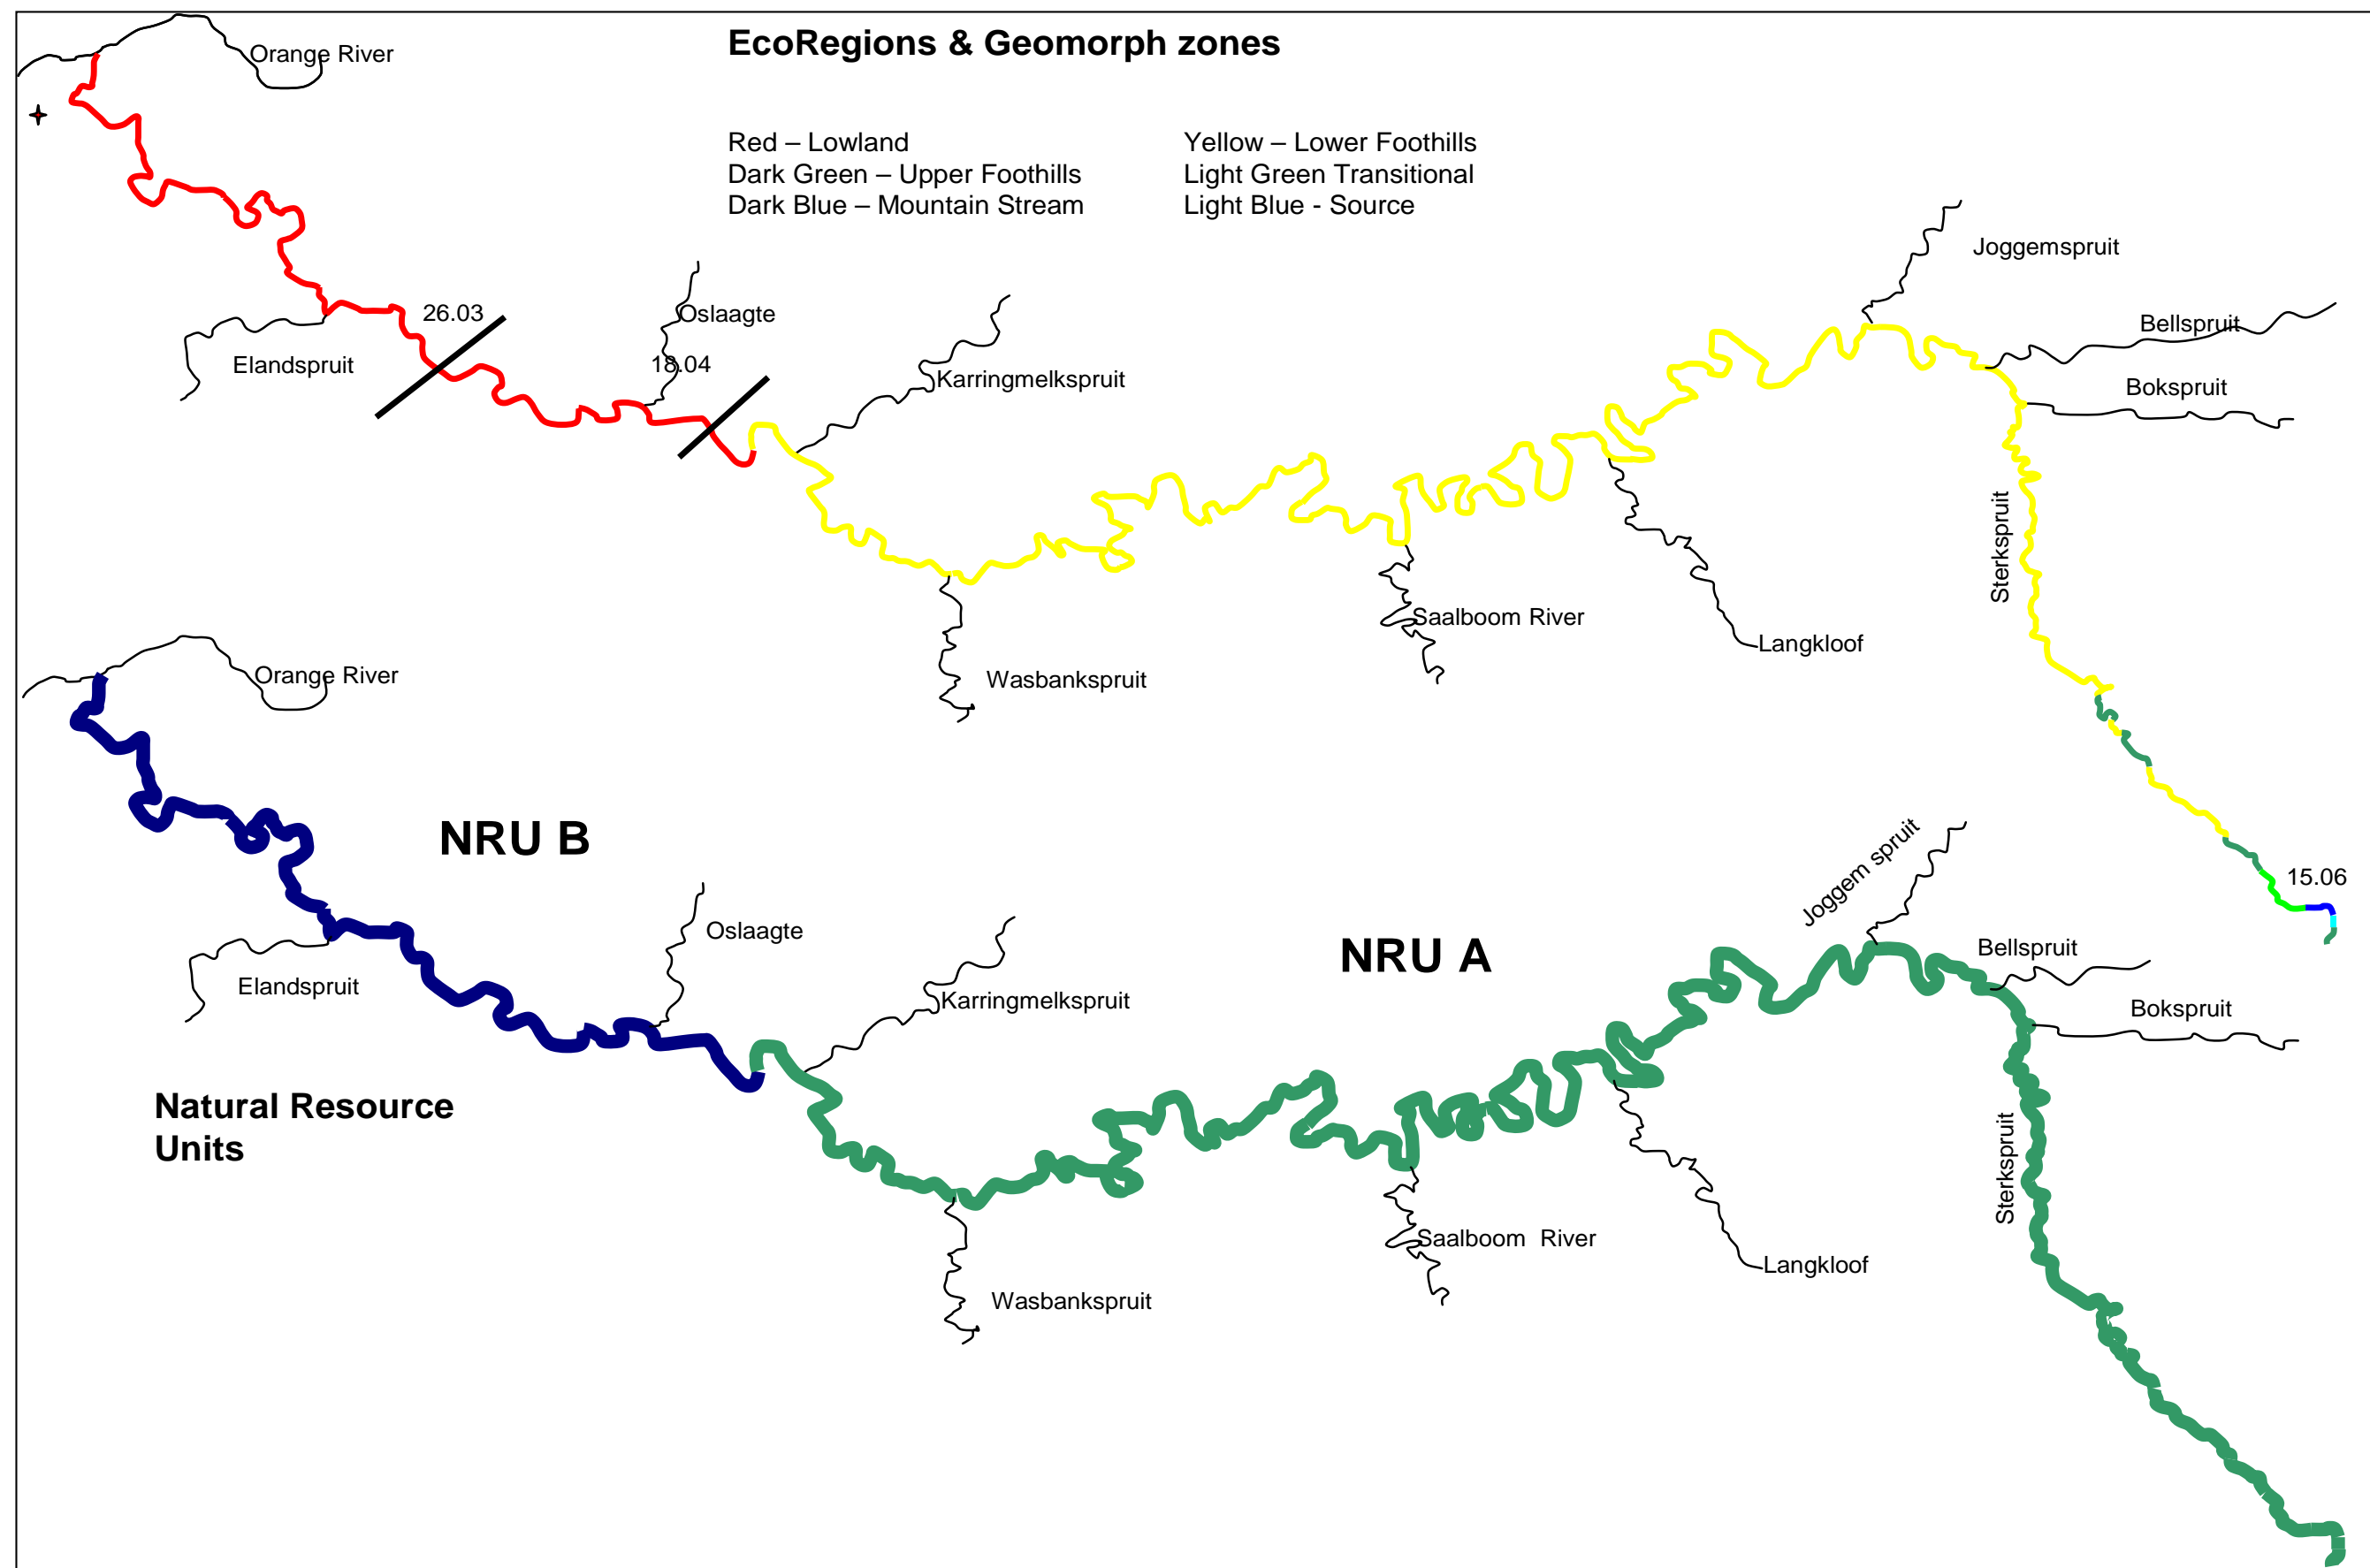 EcoRegions & Geomorph zones
Orange River
Red – Lowland
Dark Green – Upper Foothills
Dark Blue – Mountain Stream
Yellow – Lower Foothills
Light Green Transitional
Light Blue - Source
Joggemspruit
26.03
Oslaagte
Bellspruit
Elandspruit
18.04
Karringmelkspruit
Bokspruit
Sterkspruit
Saalboom River
Langkloof
Wasbankspruit
15.06
Orange River
NRU B
Joggem spruit
Oslaagte
NRU A
Bellspruit
Elandspruit
Karringmelkspruit
Bokspruit
Natural Resource
Units
Sterkspruit
Saalboom River
Langkloof
Wasbankspruit